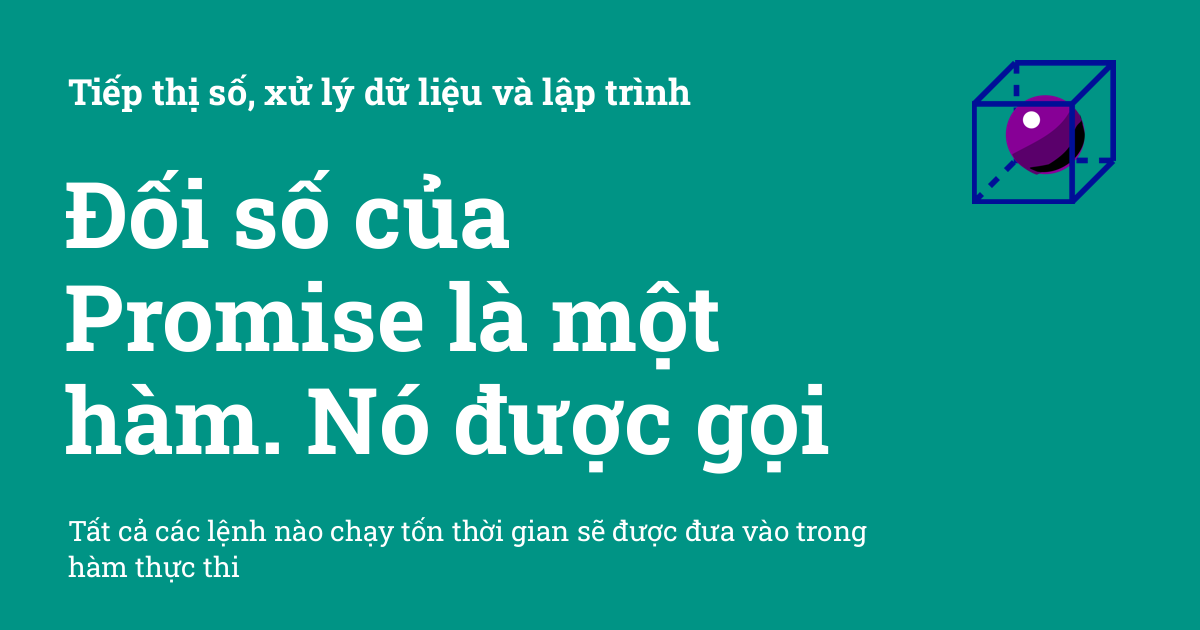 Tiếp thị số, xử lý dữ liệu và lập trình
Đối số của
Promise là một
hàm. Nó được gọi
Tất cả các lệnh nào chạy tốn thời gian sẽ được đưa vào trong
hàm thực thi